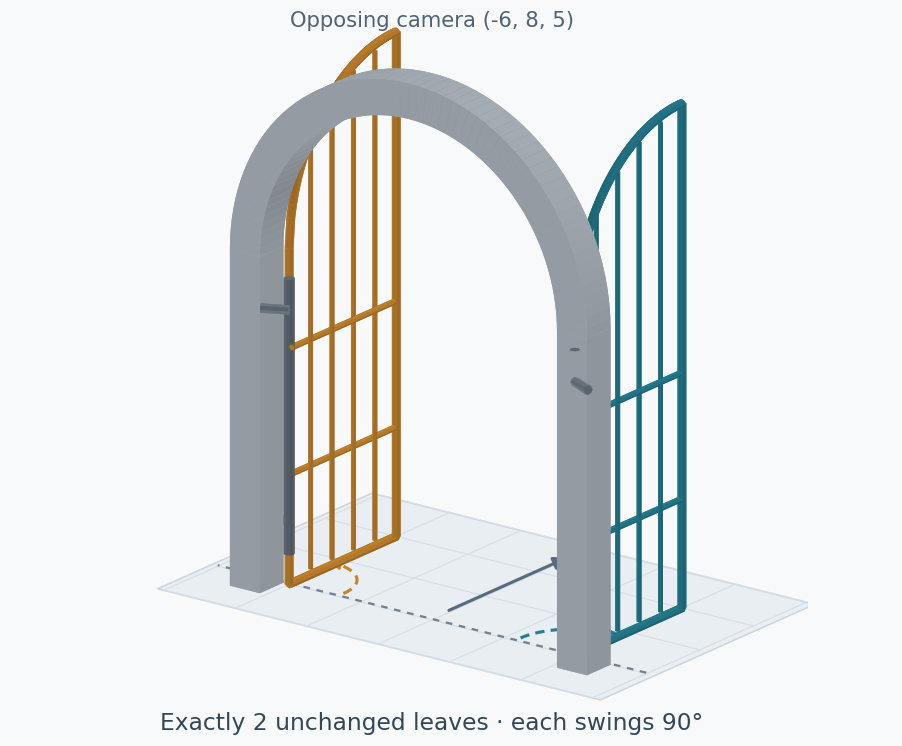 Opposing camera (-6, 8, 5)
Exactly 2 unchanged leaves · each swings 90°